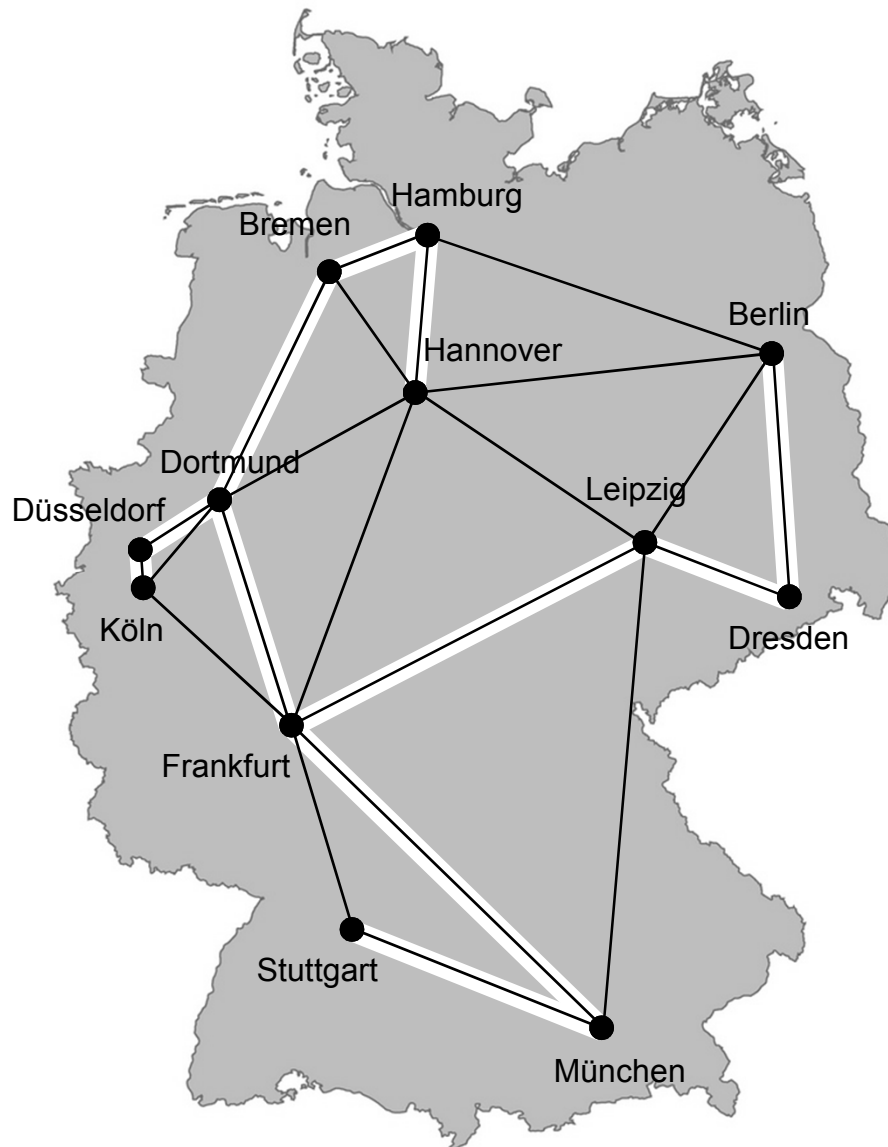 Hamburg
Bremen
Berlin
Hannover
Dortmund
Leipzig
Düsseldorf
Köln
Dresden
Frankfurt
Stuttgart
München